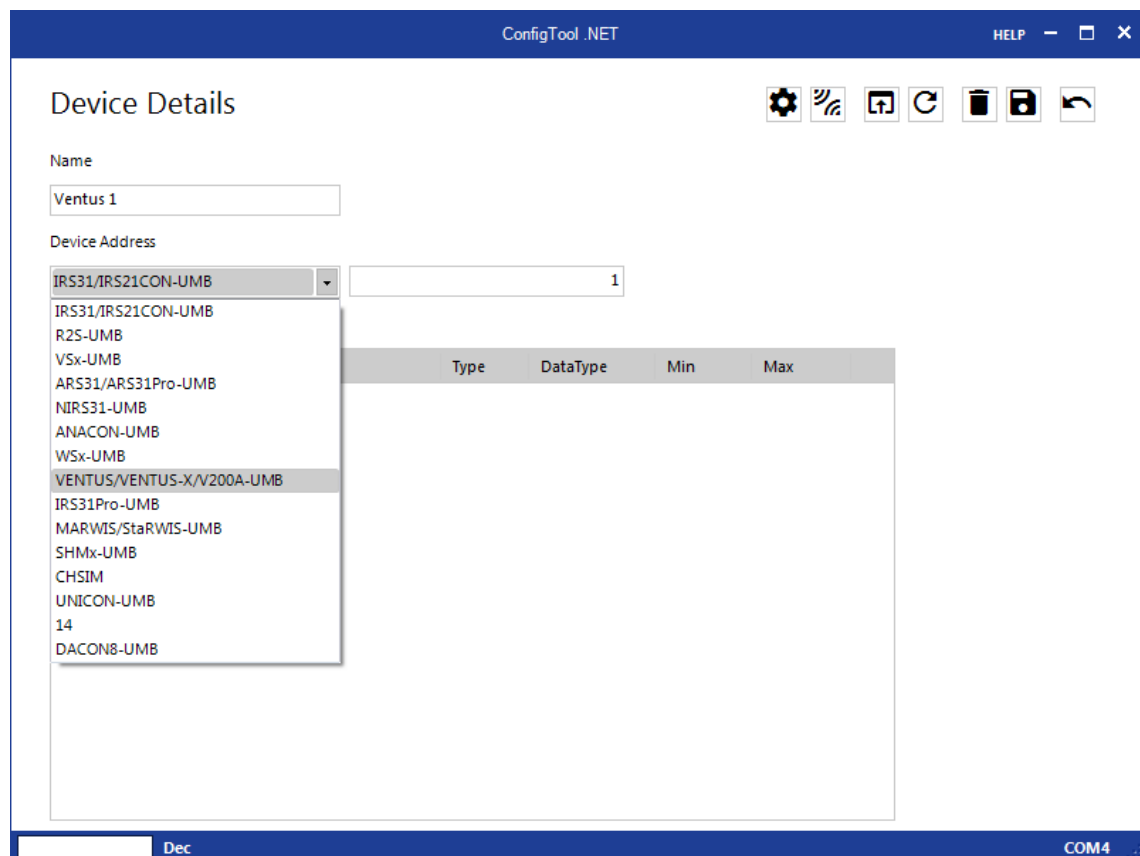 ConfigTool .NET HELP
Device Details
Name
Ventus 1
Device Address
IRS31/IRS21CON-UMB 1
IRS31/IRS21CON-UMB
R2S-UMB
VSx-UMB
Type DataType Min Max
ARS31/ARS31Pro-UMB
NIRS31-UMB
ANACON-UMB
WSx-UMB
VENTUS/VENTUS-X/V200A-UMB
IRS31Pro-UMB
MARWIS/StaRWIS-UMB
SHMx-UMB
CHSIM
UNICON-UMB
14
DACON8-UMB
Dec COM4